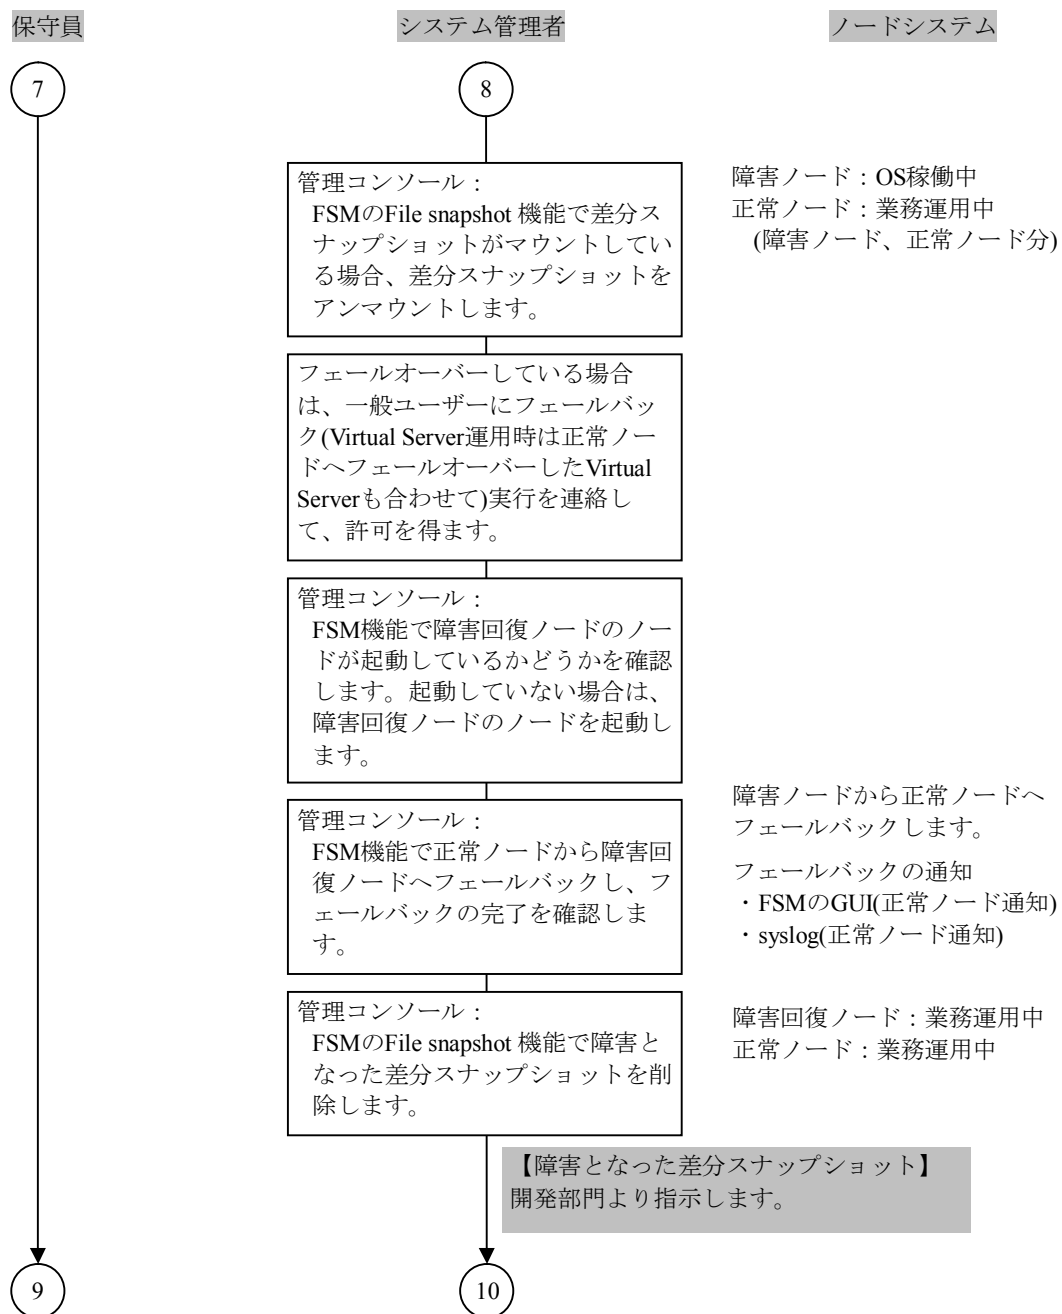 保守員
システム管理者
ノードシステム
7
8
管理コンソール：
FSMのFile snapshot 機能で差分ス
ナップショットがマウントしてい
る場合、差分スナップショットを
アンマウントします。
障害ノード：OS稼働中
正常ノード：業務運用中
(障害ノード、正常ノード分)
フェールオーバーしている場合
は、一般ユーザーにフェールバッ
ク(Virtual Server運用時は正常ノー
ドへフェールオーバーしたVirtual
Serverも合わせて)実行を連絡し
て、許可を得ます。
管理コンソール：
FSM機能で障害回復ノードのノー
ドが起動しているかどうかを確認
します。起動していない場合は、
障害回復ノードのノードを起動し
ます。
管理コンソール：
FSM機能で正常ノードから障害回
復ノードへフェールバックし、フ
ェールバックの完了を確認しま
す。
障害ノードから正常ノードへ
フェールバックします。
フェールバックの通知
・FSMのGUI(正常ノード通知)
・syslog(正常ノード通知)
管理コンソール：
FSMのFile snapshot 機能で障害と
なった差分スナップショットを削
除します。
障害回復ノード：業務運用中
正常ノード：業務運用中
【障害となった差分スナップショット】
開発部門より指示します。
9
10